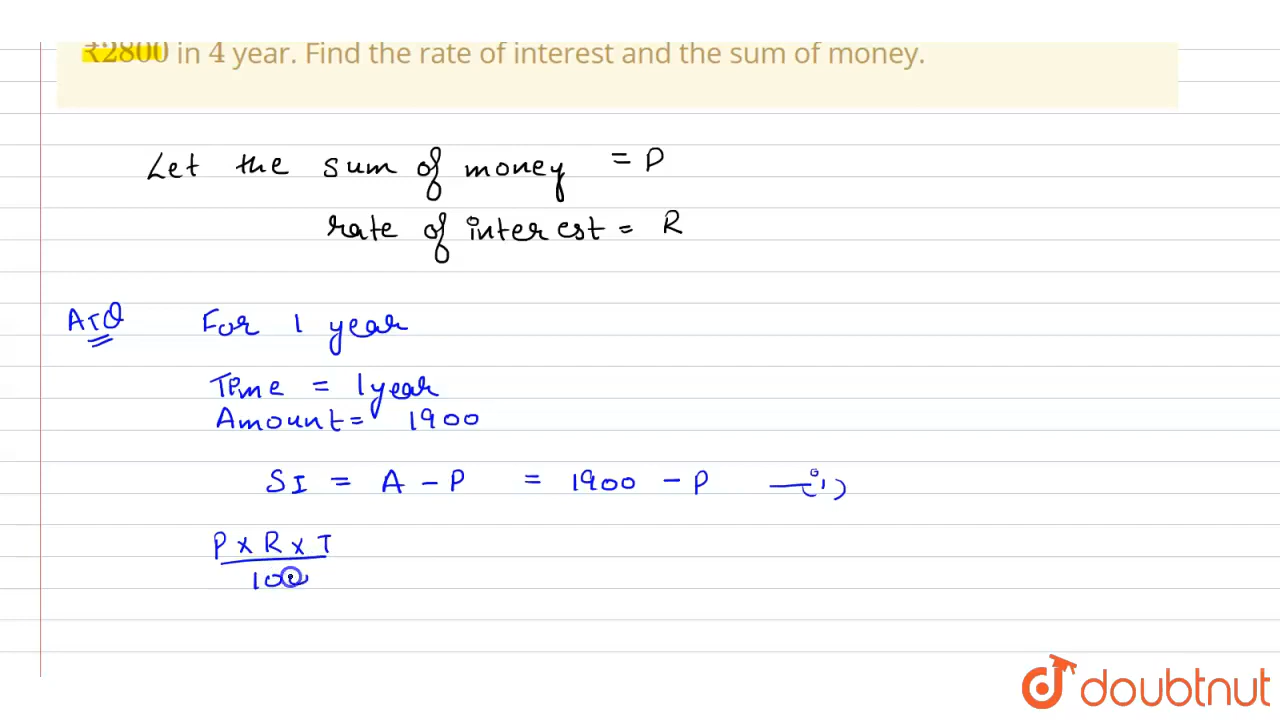 ₹2800 in 4 year. Find the rate of interest and the sum of money.
Let the sum of money = P
rate of interest = R
ATQ For 1 year
Time = 1 year
Amount = 1900
SI = A - P = 1900 - P —(i)
P x R x T
100
doubtnut